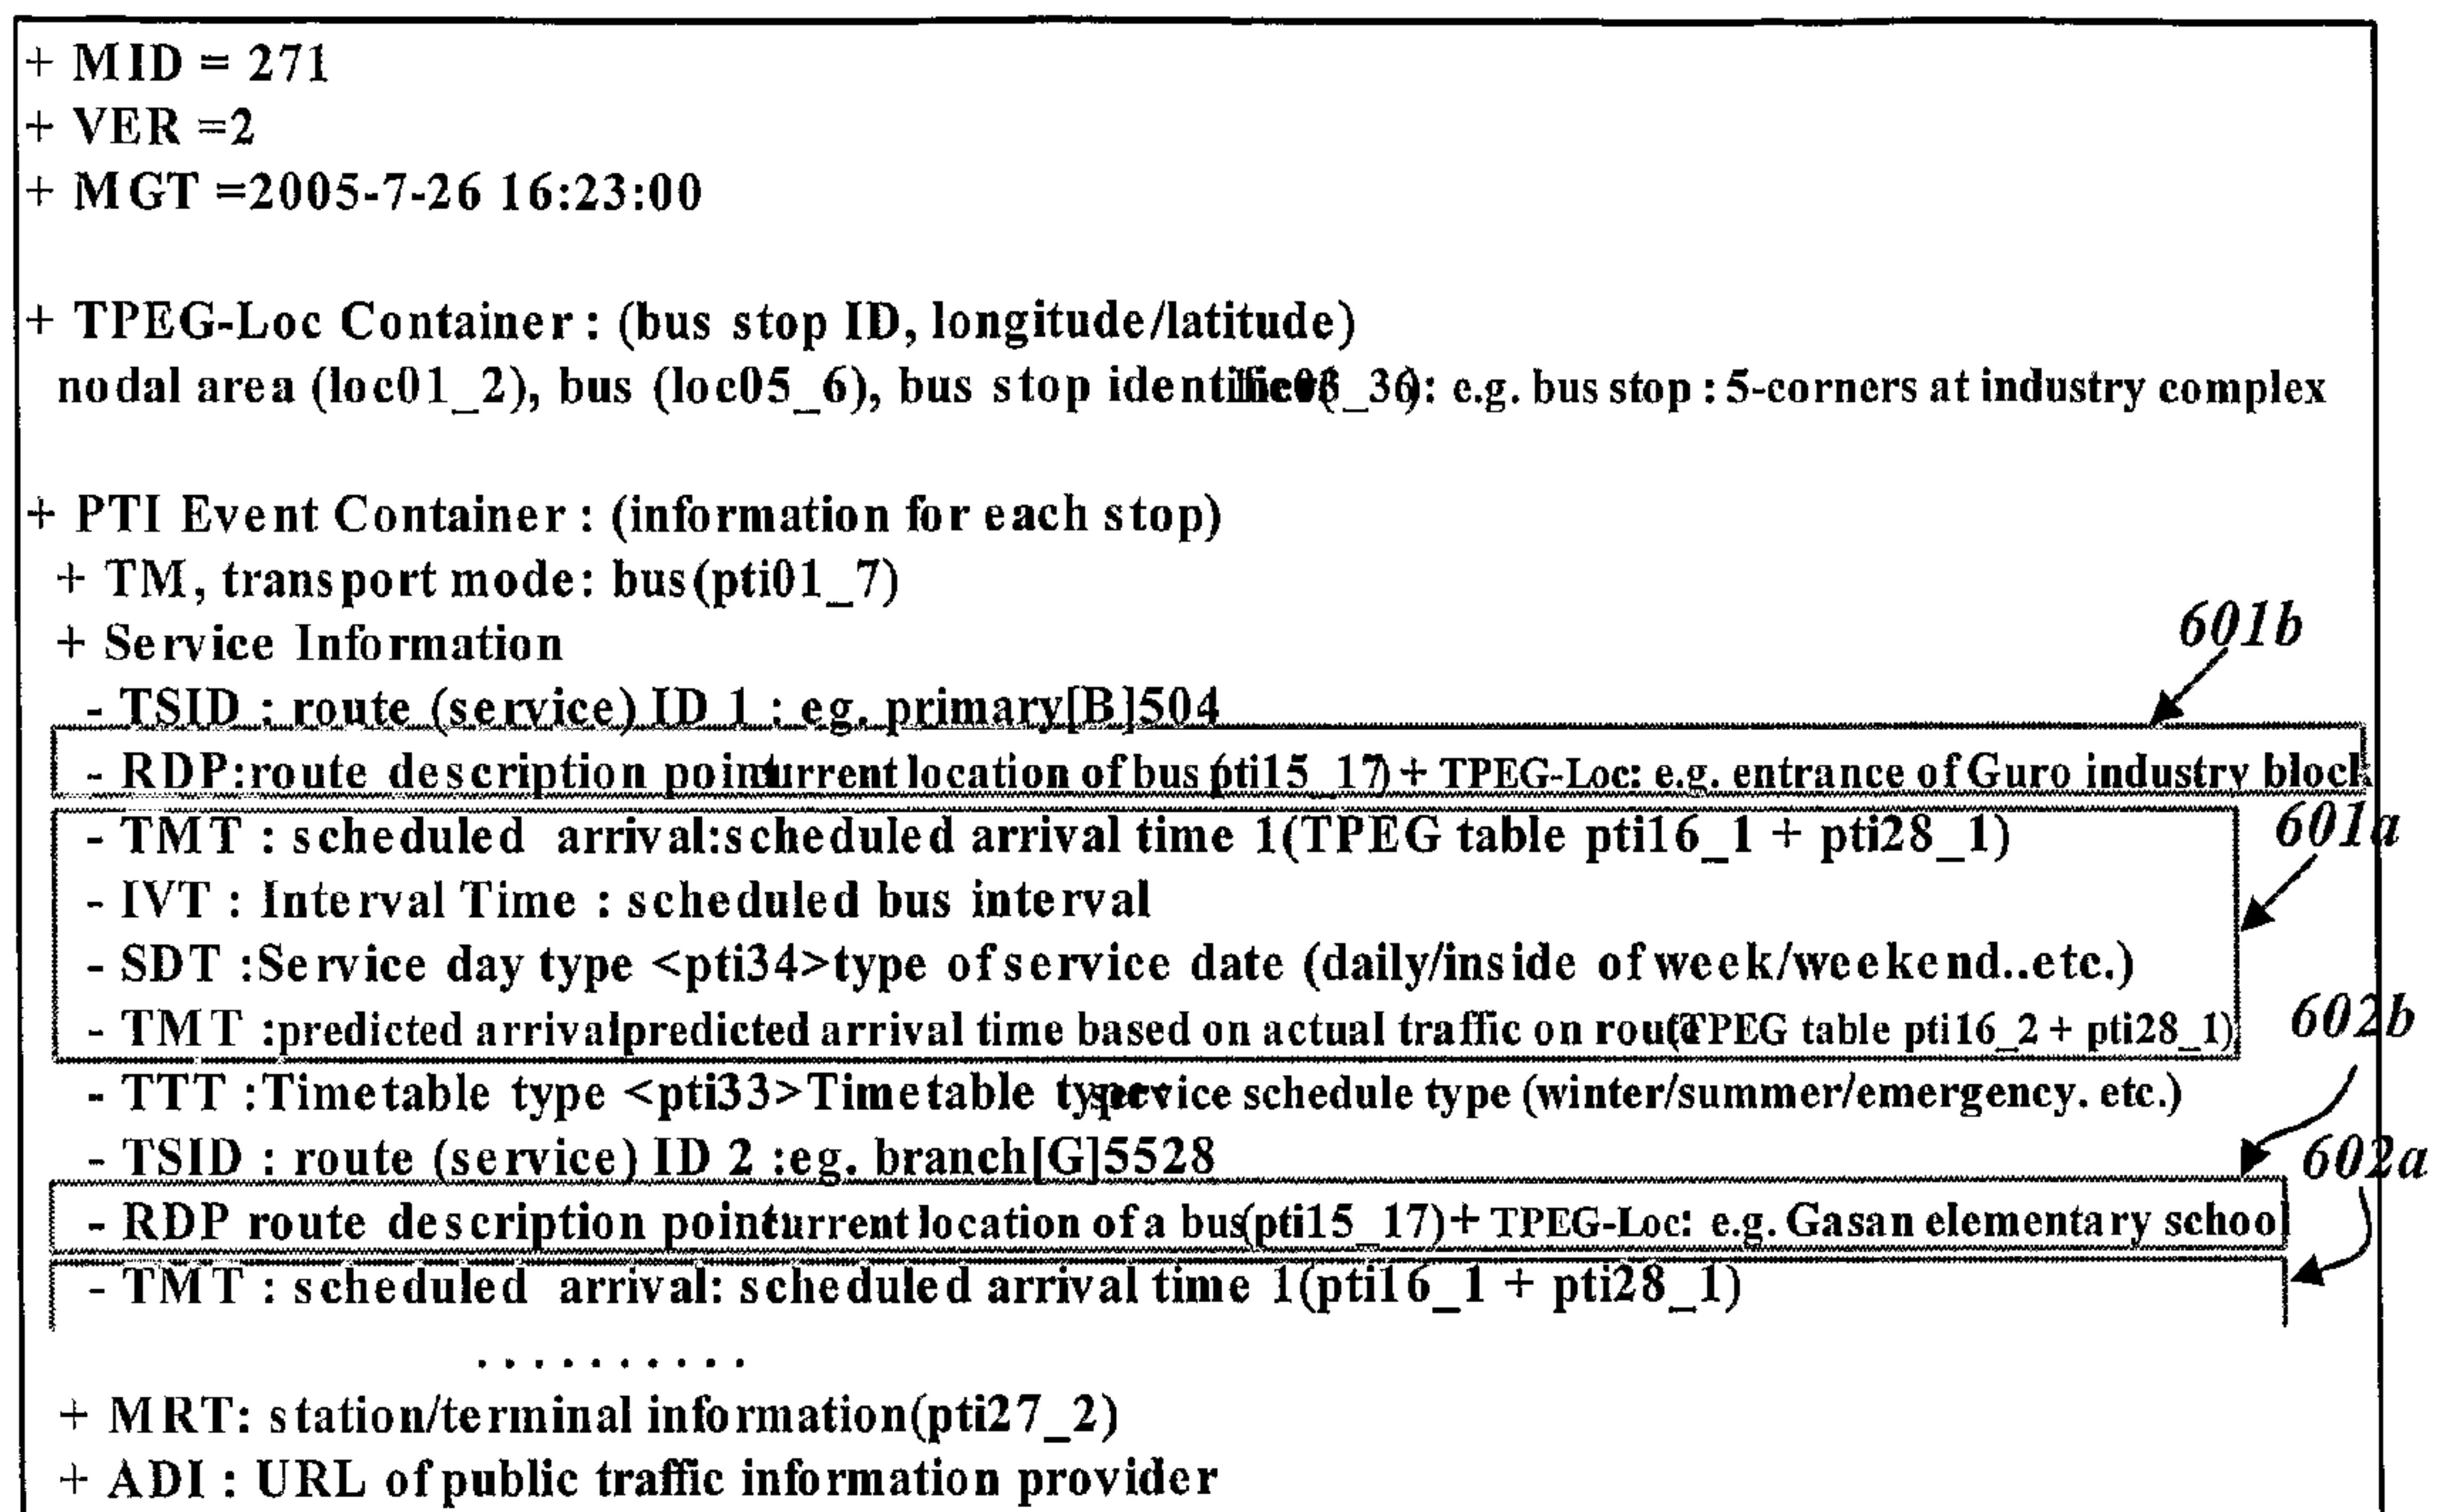 + MID = 271
+ VER =2
+ MGT =2005-7-26 16:23:00
+ TPEG-Loc Container : (bus stop ID, longitude/latitude)
nodal area (loc01_2), bus (loc05_6), bus stop _36): e.g. bus stop : 5-corners at industry complex
+ PTI Event Container : (information for each stop)
+ TM, transport mode: bus(pti01_7)
+ Service Information
601b
- TSID : route (service) ID 1 : eg. primary[B]504
- RDP:route description point urrent location of bus pti15_17) + TPEG-Loc: e.g. entrance of Guro industry block
601a
- TMT : scheduled arrival:scheduled arrival time 1(TPEG table pti16_1 + pti28_1)
- IVT : Interval Time : scheduled bus interval
- SDT :Service day type <pti34>type of service date (daily/inside of week/weekend..etc.)
602b
- TMT :predicted arrivalpredicted arrival time based on actual traffic on route(TPEG table pti16_2 + pti28_1)
- TTT :Timetable type <pti33>Timetable type service schedule type (winter/summer/emergency. etc.)
602a
- TSID : route (service) ID 2 :eg. branch[G]5528
- RDP route description point urrent location of a bus(pti15_17)+ TPEG-Loc: e.g. Gasan elementary schoo
- TMT : scheduled arrival: scheduled arrival time 1(pti16_1 + pti28_1)
..........
+ MRT: station/terminal information(pti27_2)
+ ADI : URL of public traffic information provider